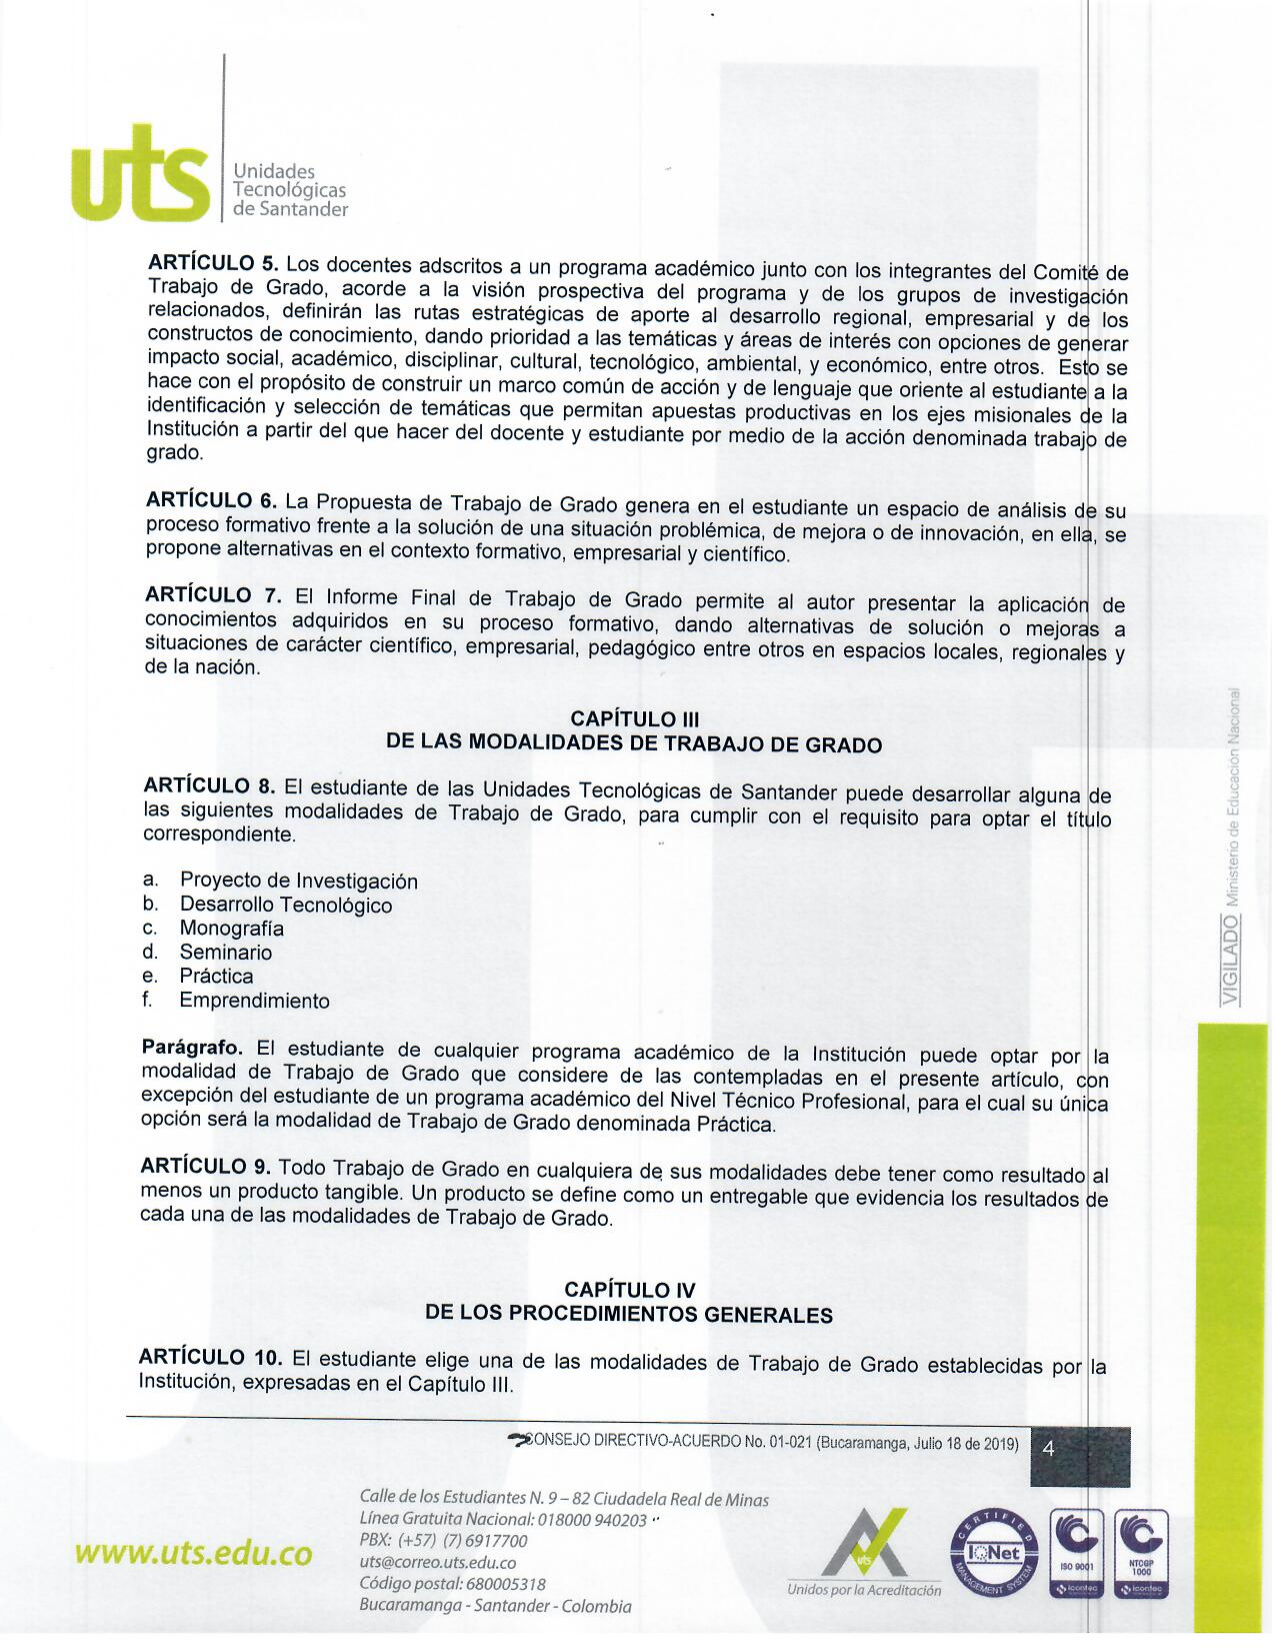 uts
Unidades
Tecnológicas
de Santander
ARTÍCULO 5. Los docentes adscritos a un programa académico junto con los integrantes del Comité de
Trabajo de Grado, acorde a la visión prospectiva del programa y de los grupos de investigación
relacionados, definirán las rutas estratégicas de aporte al desarrollo regional, empresarial y de los
constructos de conocimiento, dando prioridad a las temáticas y áreas de interés con opciones de generar
impacto social, académico, disciplinar, cultural, tecnológico, ambiental, y económico, entre otros. Esto se
hace con el propósito de construir un marco común de acción y de lenguaje que oriente al estudiante a la
identificación y selección de temáticas que permitan apuestas productivas en los ejes misionales de la
Institución a partir del que hacer del docente y estudiante por medio de la acción denominada trabajo de
grado.
ARTÍCULO 6. La Propuesta de Trabajo de Grado genera en el estudiante un espacio de análisis de su
proceso formativo frente a la solución de una situación problémica, de mejora o de innovación, en ella, se
propone alternativas en el contexto formativo, empresarial y científico.
ARTÍCULO 7. El Informe Final de Trabajo de Grado permite al autor presentar la aplicación de
conocimientos adquiridos en su proceso formativo, dando alternativas de solución o mejoras a
situaciones de carácter científico, empresarial, pedagógico entre otros en espacios locales, regionales y
de la nación.
CAPÍTULO III
DE LAS MODALIDADES DE TRABAJO DE GRADO
ARTÍCULO 8. El estudiante de las Unidades Tecnológicas de Santander puede desarrollar alguna de
las siguientes modalidades de Trabajo de Grado, para cumplir con el requisito para optar el título
correspondiente.
a. Proyecto de Investigación
b. Desarrollo Tecnológico
c. Monografía
d. Seminario
e. Práctica
f. Emprendimiento
Parágrafo. El estudiante de cualquier programa académico de la Institución puede optar por la
modalidad de Trabajo de Grado que considere de las contempladas en el presente artículo, con
excepción del estudiante de un programa académico del Nivel Técnico Profesional, para el cual su única
opción será la modalidad de Trabajo de Grado denominada Práctica.
ARTÍCULO 9. Todo Trabajo de Grado en cualquiera de sus modalidades debe tener como resultado al
menos un producto tangible. Un producto se define como un entregable que evidencia los resultados de
cada una de las modalidades de Trabajo de Grado.
CAPÍTULO IV
DE LOS PROCEDIMIENTOS GENERALES
ARTÍCULO 10. El estudiante elige una de las modalidades de Trabajo de Grado establecidas por la
Institución, expresadas en el Capítulo III.
CONSEJO DIRECTIVO-ACUERDO No. 01-021 (Bucaramanga, Julio 18 de 2019) 4
VIGILADO Ministerio de Educación Nacional
www.uts.edu.co
Calle de los Estudiantes N. 9 – 82 Ciudadela Real de Minas
Línea Gratuita Nacional: 018000 940203
PBX: (+57) (7) 6917700
uts@correo.uts.edu.co
Código postal: 680005318
Bucaramanga - Santander - Colombia
uts
Unidos por la Acreditación
CERTIFIED
IQNet
MANAGEMENT SYSTEM
ISO 9001
icontec
NTCGP
1000
icontec